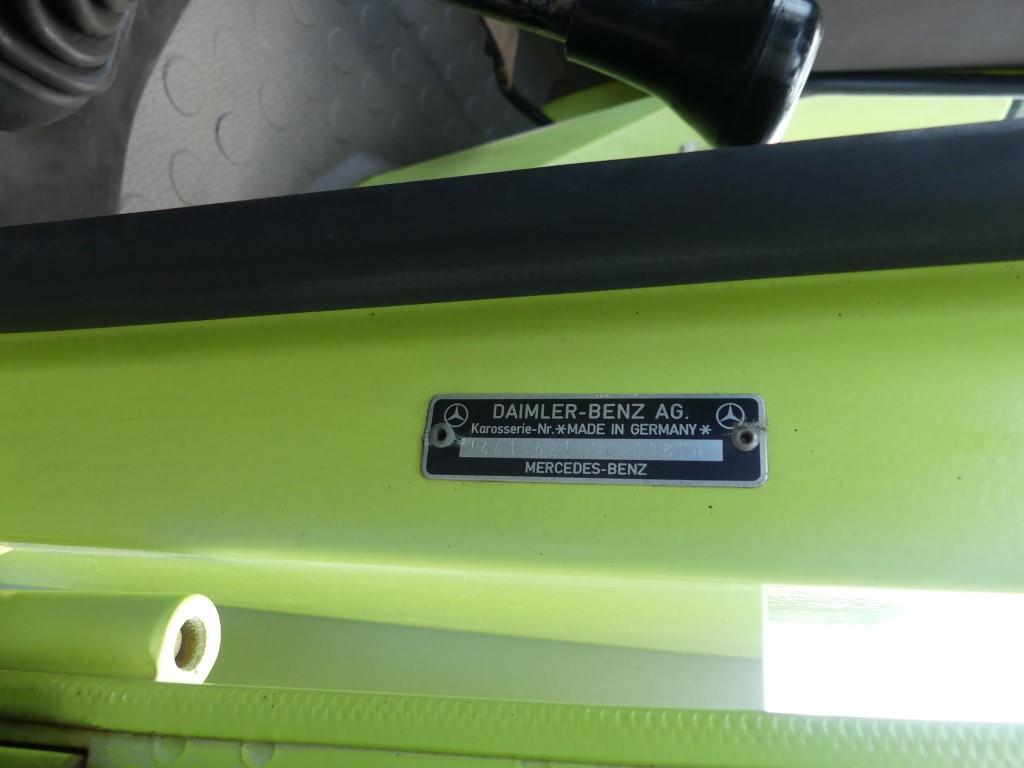 DAIMLER-BENZ AG.
Karosserie-Nr.*MADE IN GERMANY*
MERCEDES-BENZ